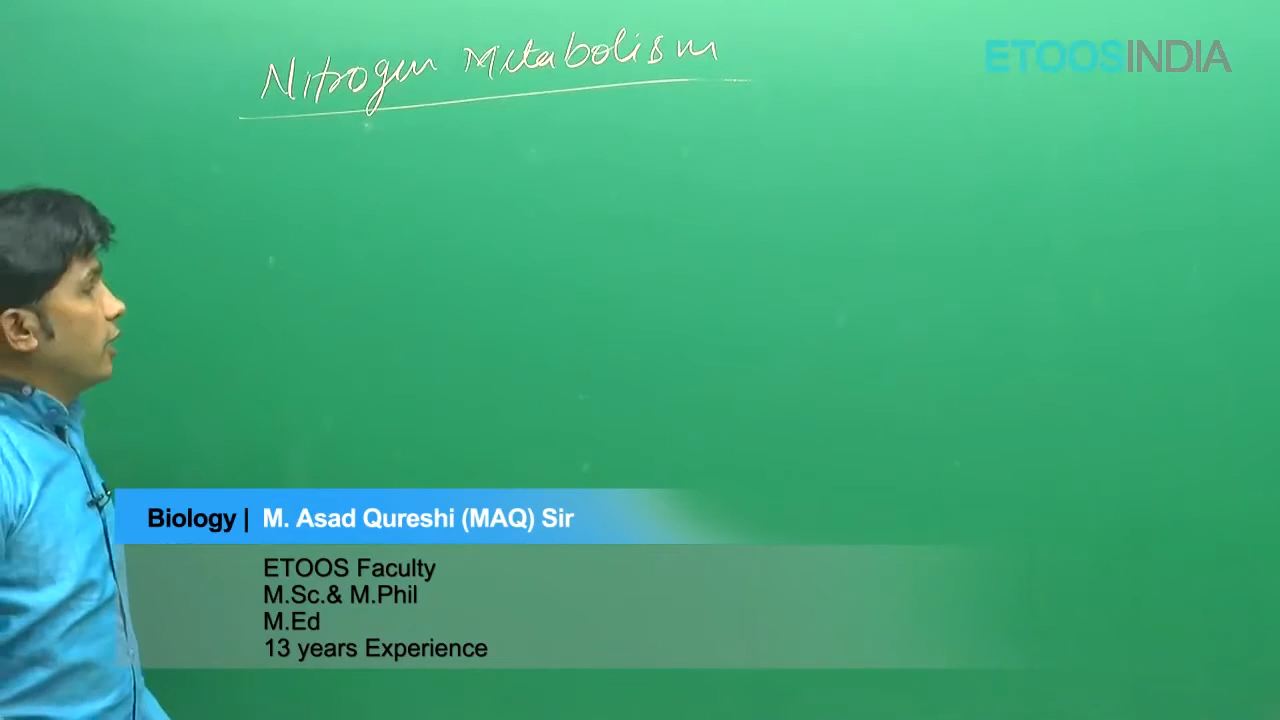 Nitrogen Metabolism
ETOOSINDIA
Biology | M. Asad Qureshi (MAQ) Sir
ETOOS Faculty
M.Sc.& M.Phil
M.Ed
13 years Experience